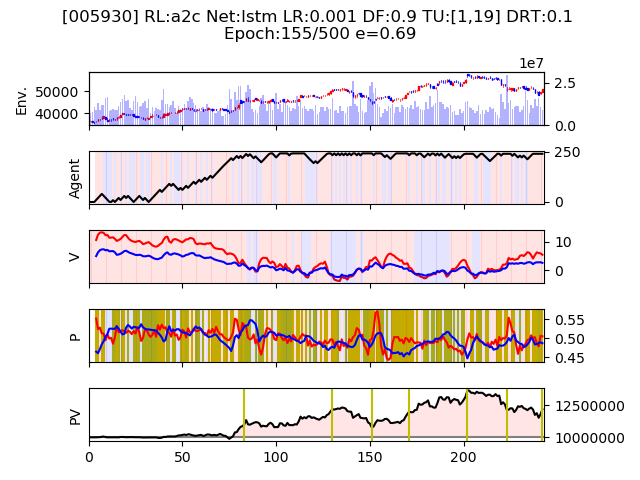 [005930] RL:a2c Net:lstm LR:0.001 DF:0.9 TU:[1,19] DRT:0.1
Epoch:155/500 e=0.69
1e7
Env.
50000
40000
2.5
0.0
Agent
250
0
V
10
0
P
0.55
0.50
0.45
PV
12500000
10000000
0
50
100
150
200